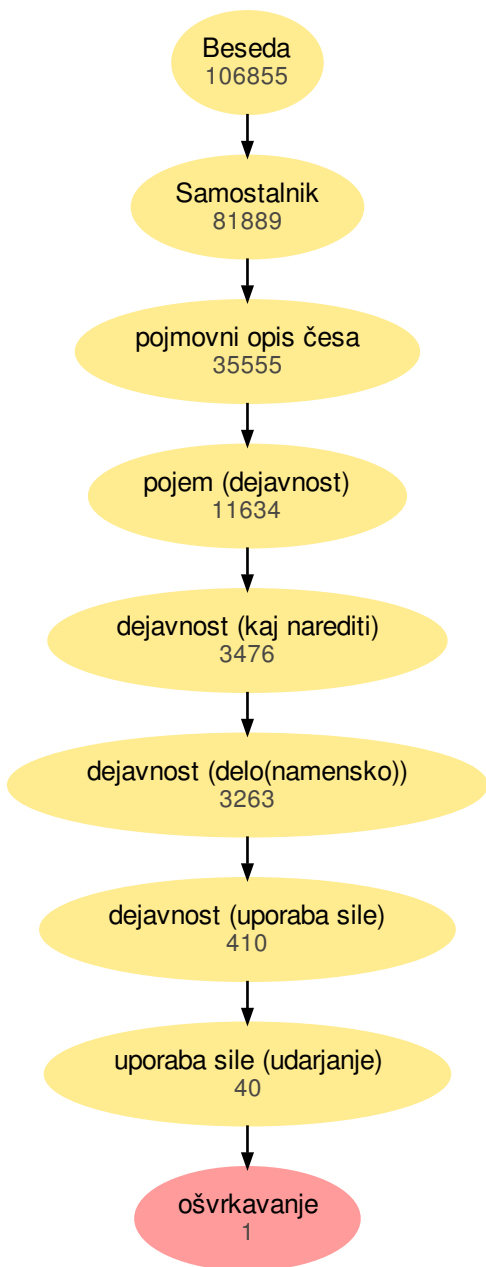 Beseda
106855
Samostalnik
81889
pojmovni opis česa
35555
pojem (dejavnost)
11634
dejavnost (kaj narediti)
3476
dejavnost (delo(namensko))
3263
dejavnost (uporaba sile)
410
uporaba sile (udarjanje)
40
ošvrkavanje
1